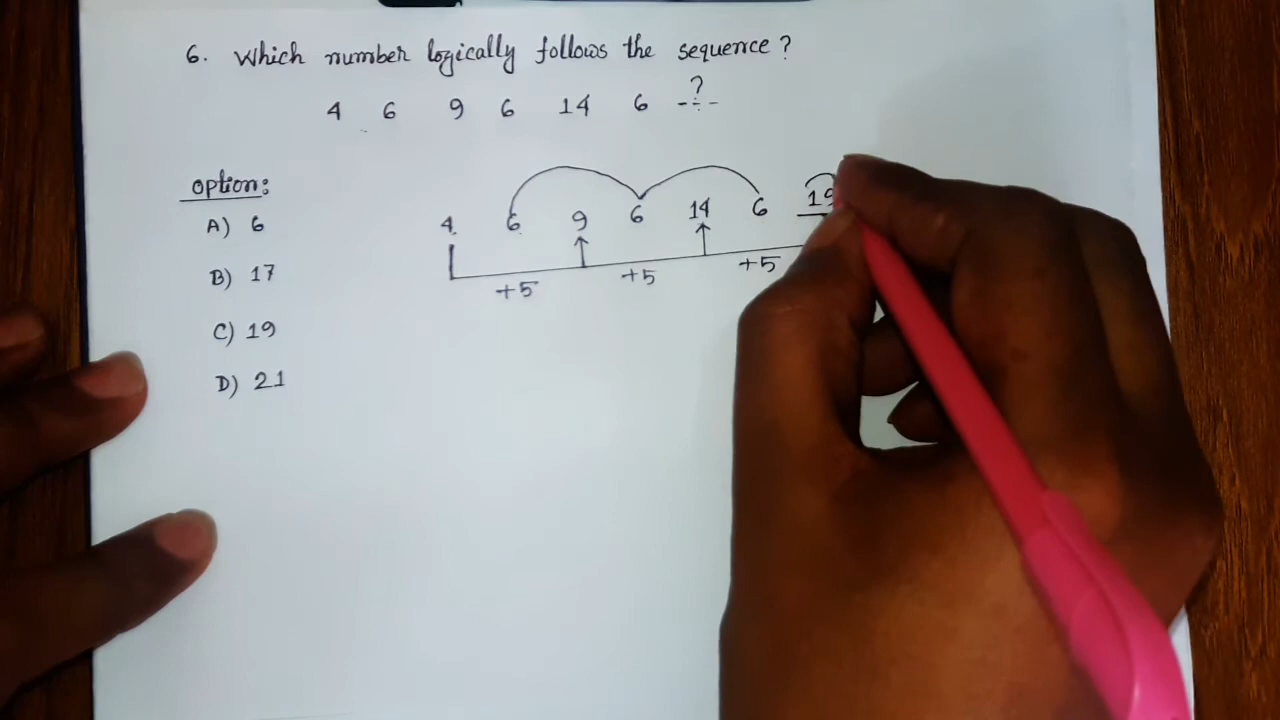 6. Which number logically follows the sequence?
4 6 9 6 14 6 --?--
option:
A) 6
B) 17
C) 19
D) 21
4 6 9 6 14 6 19
+5 +5 +5